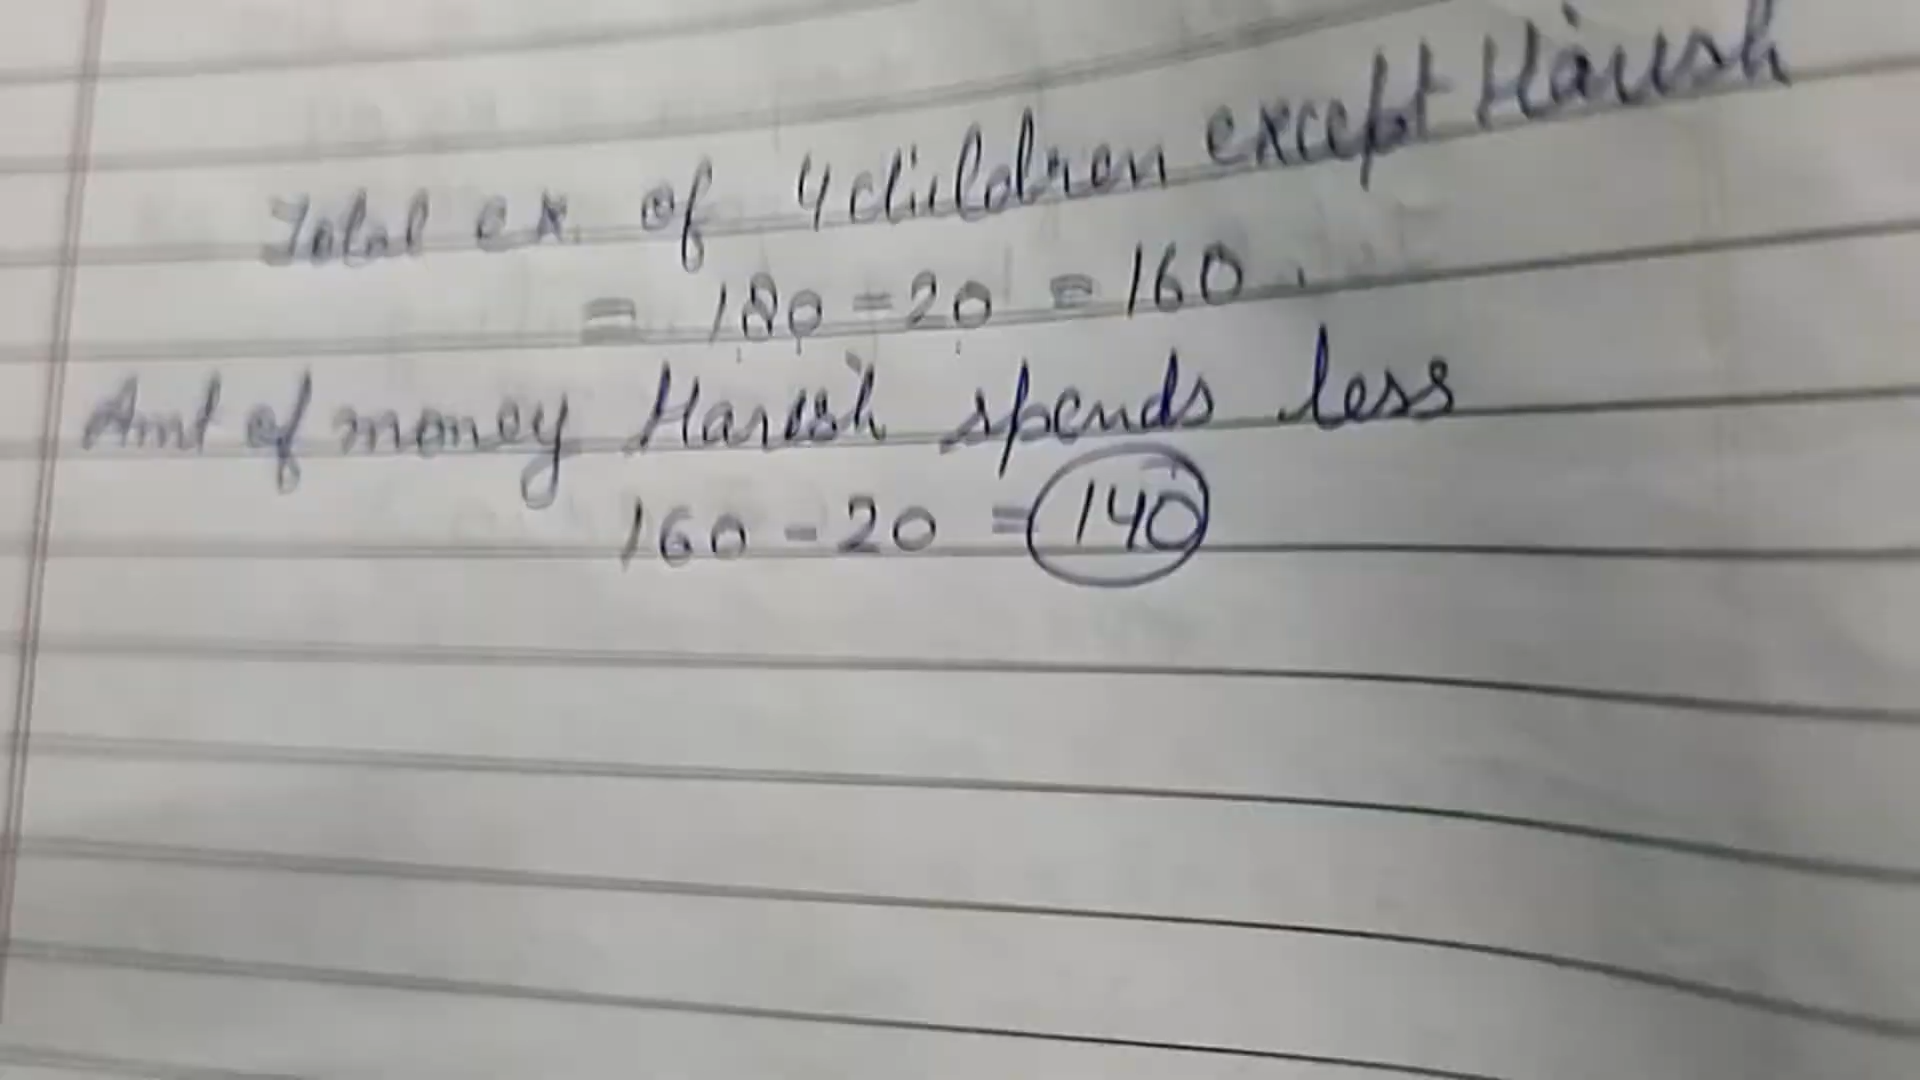 Total ex. of 4 children except Harish
= 180 - 20 = 160.
Amt of money Harish spends less
160 - 20 = 140